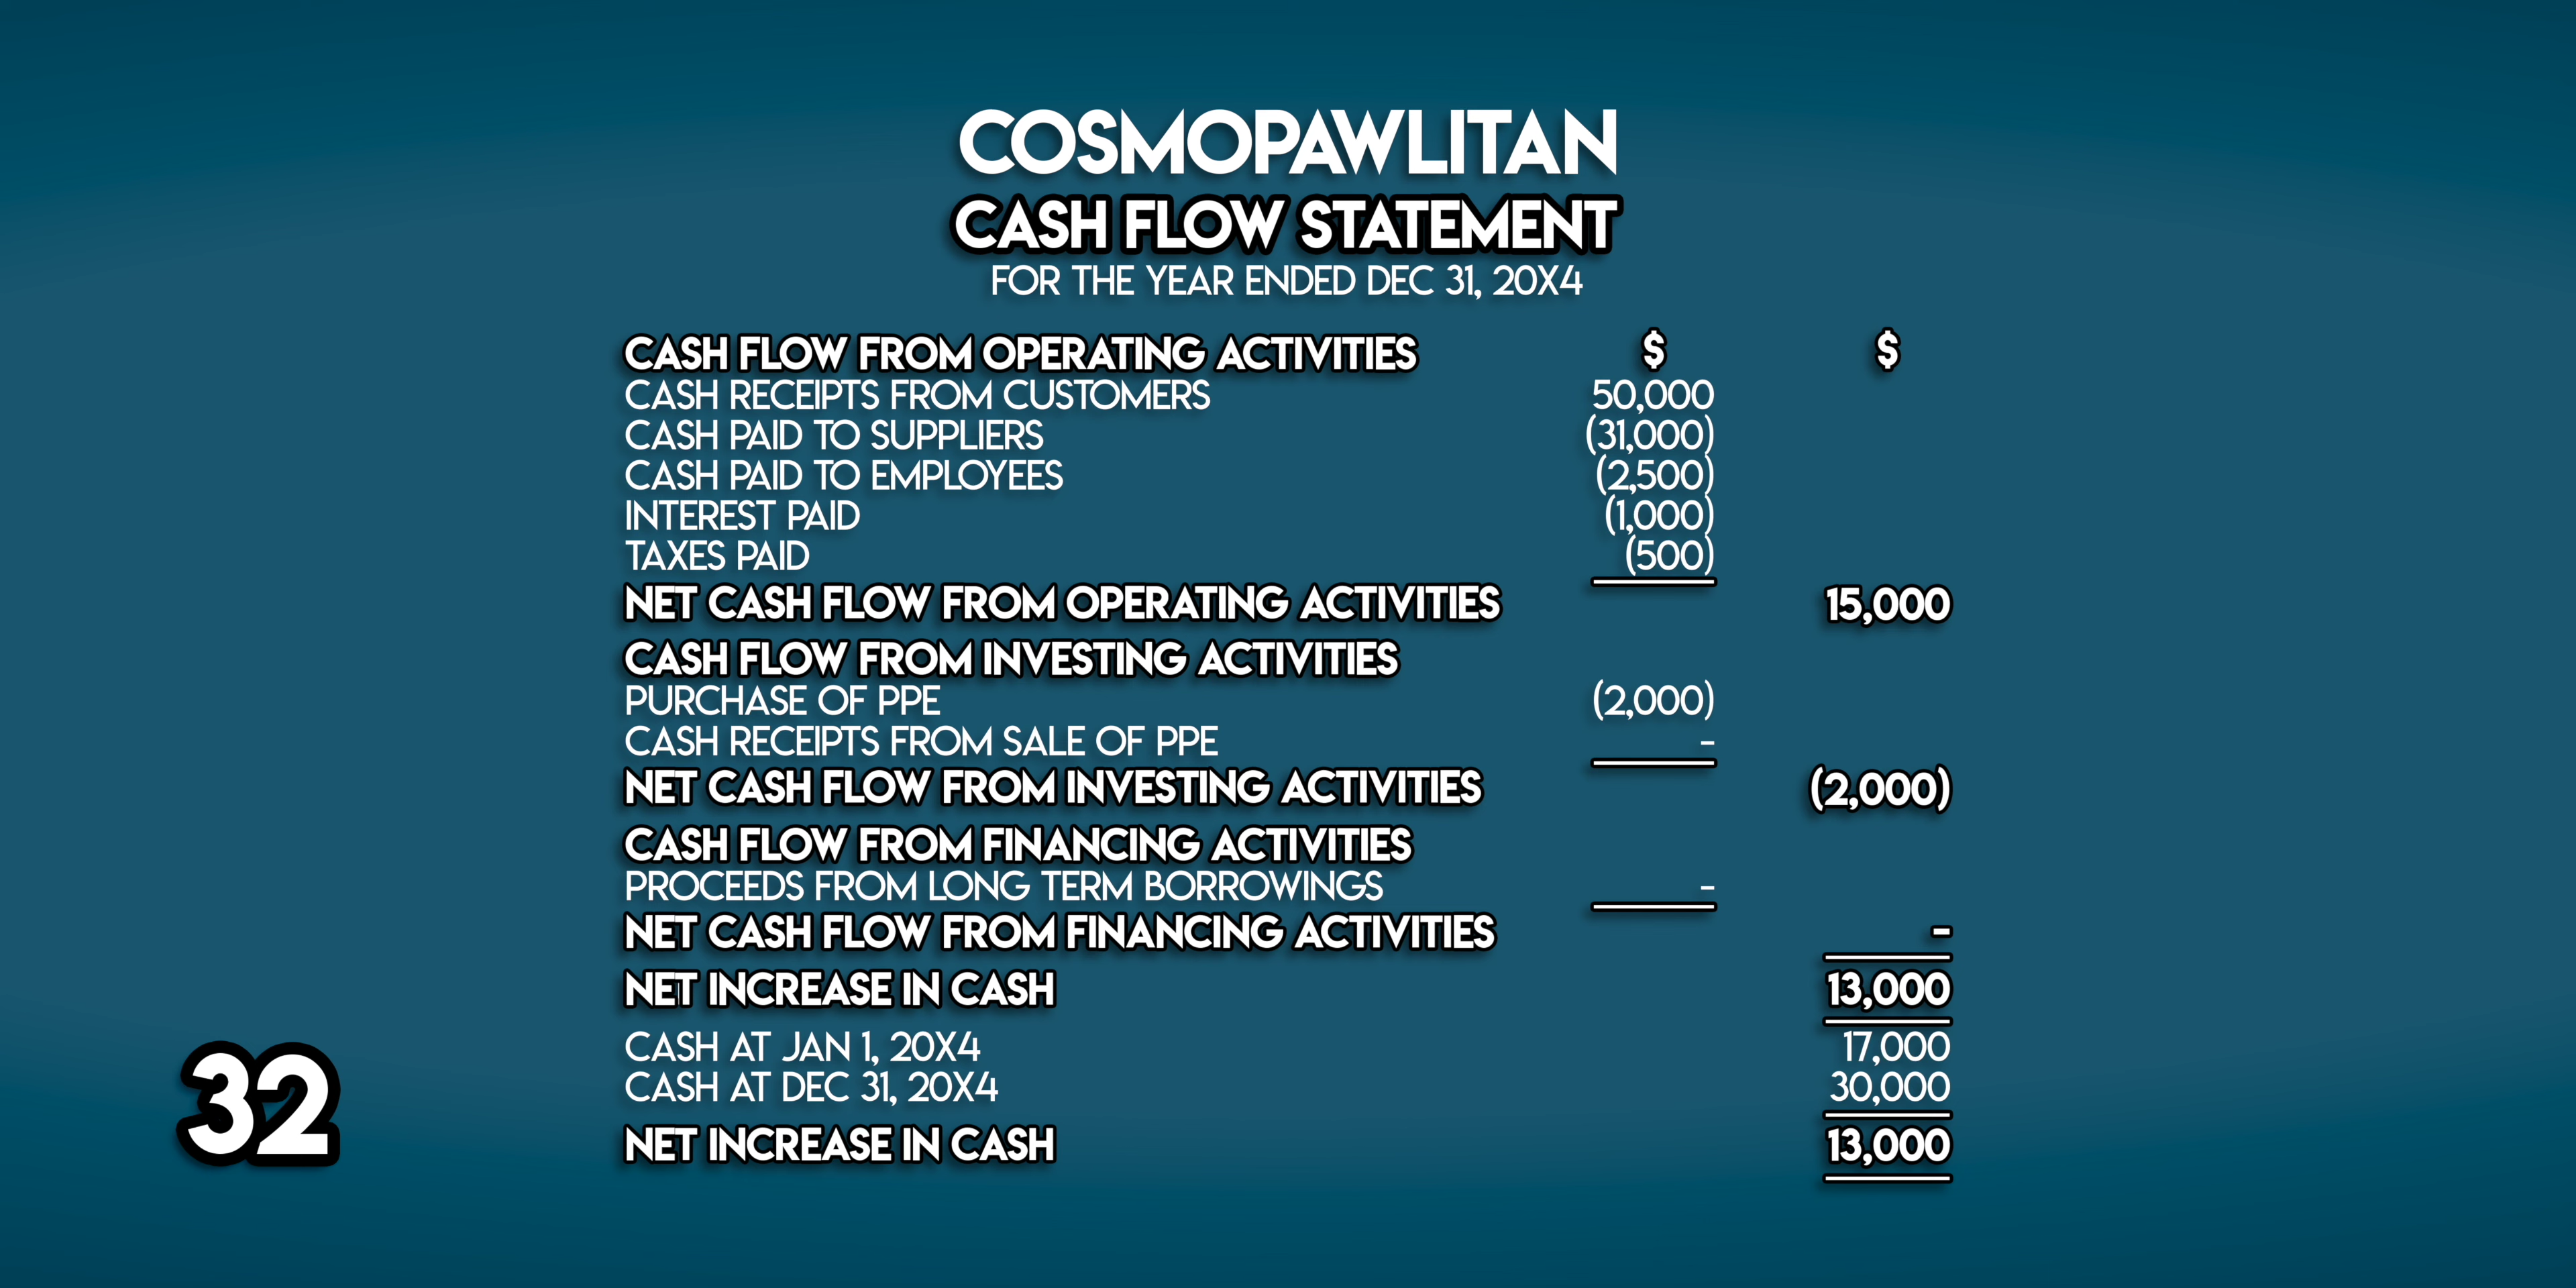 COSMOPAWLITAN
CASH FLOW STATEMENT
FOR THE YEAR ENDED DEC 31, 20X4
CASH FLOW FROM OPERATING ACTIVITIES $ $
CASH RECEIPTS FROM CUSTOMERS 50,000
CASH PAID TO SUPPLIERS (31,000)
CASH PAID TO EMPLOYEES (2,500)
INTEREST PAID (1,000)
TAXES PAID (500)
NET CASH FLOW FROM OPERATING ACTIVITIES 15,000
CASH FLOW FROM INVESTING ACTIVITIES
PURCHASE OF PPE (2,000)
CASH RECEIPTS FROM SALE OF PPE -
NET CASH FLOW FROM INVESTING ACTIVITIES (2,000)
CASH FLOW FROM FINANCING ACTIVITIES
PROCEEDS FROM LONG TERM BORROWINGS -
NET CASH FLOW FROM FINANCING ACTIVITIES -
NET INCREASE IN CASH 13,000
CASH AT JAN 1, 20X4 17,000
CASH AT DEC 31, 20X4 30,000
NET INCREASE IN CASH 13,000
32